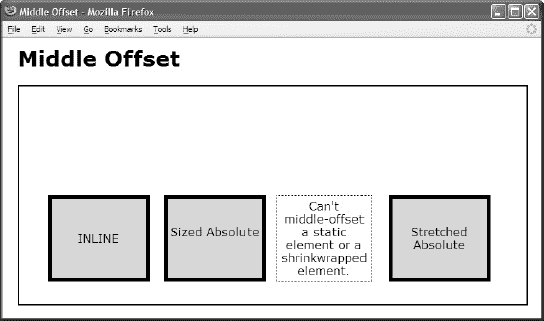 Middle Offset - Mozilla Firefox
File Edit View Go Bookmarks Tools Help
Middle Offset
INLINE
Sized Absolute
Can't
middle-offset
a static
element or a
shrinkwrapped
element.
Stretched
Absolute